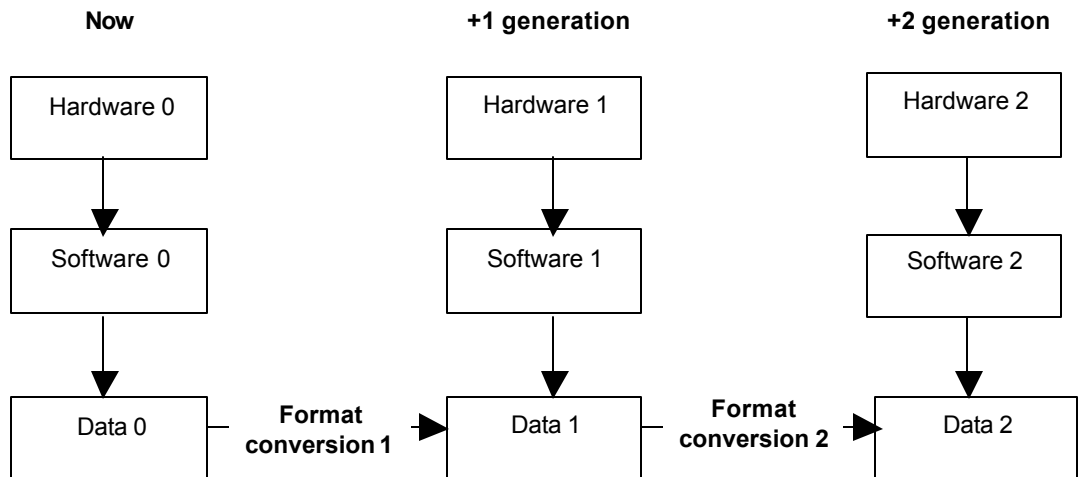 Now
+1 generation
+2 generation
Hardware 0
Hardware 1
Hardware 2
Software 0
Software 1
Software 2
Data 0
Format
conversion 1
Data 1
Format
conversion 2
Data 2